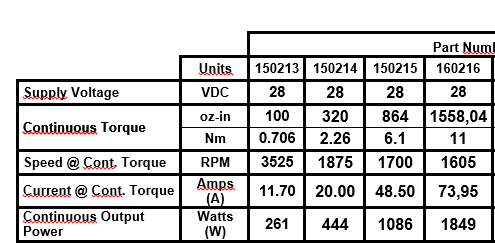 Part Num
Units 150213 150214 150215 160216
Supply Voltage VDC 28 28 28 28
Continuous Torque oz-in 100 320 864 1558,04
Nm 0.706 2.26 6.1 11
Speed @ Cont. Torque RPM 3525 1875 1700 1605
Current @ Cont. Torque Amps (A) 11.70 20.00 48.50 73,95
Continuous Output Power Watts (W) 261 444 1086 1849